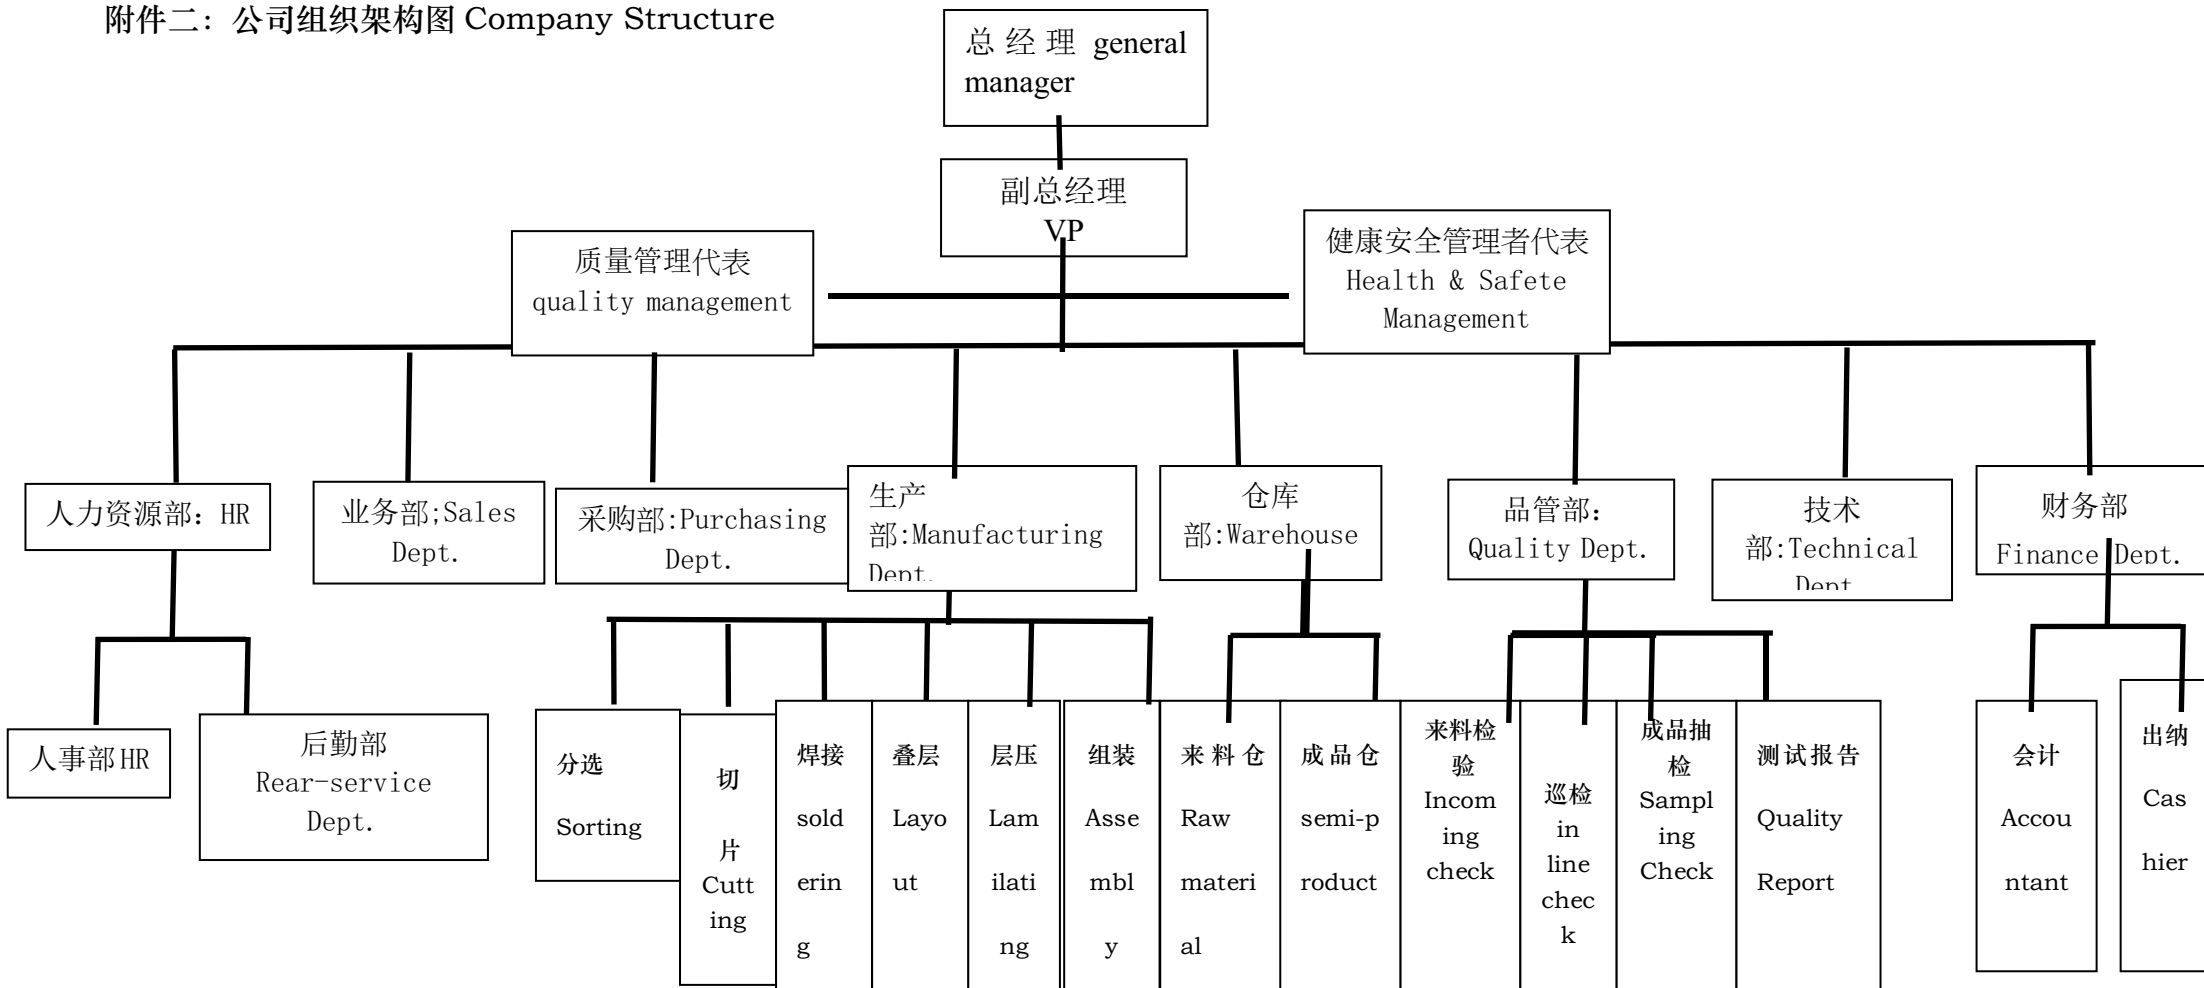 附件二：公司组织架构图 Company Structure
总 经 理 general
manager
副总经理
VP
质量管理代表
quality management
健康安全管理者代表
Health & Safete
Management
人力资源部：HR
业务部;Sales
Dept.
采购部:Purchasing
Dept.
生产
部:Manufacturing
Dept.
仓库
部:Warehouse
品管部：
Quality Dept.
技术
部:Technical
Dept
财务部
Finance Dept.
人事部HR
后勤部
Rear-service
Dept.
分选
Sorting
切
片
Cutt
ing
焊接
sold
erin
g
叠层
Layo
ut
层压
Lam
ilati
ng
组装
Asse
mbl
y
来 料 仓
Raw
materi
al
成 品 仓
semi-p
roduct
来料检
验
Incom
ing
check
巡检
in
line
chec
k
成品抽
检
Sampl
ing
Check
测试报告
Quality
Report
会计
Accou
ntant
出纳
Cas
hier